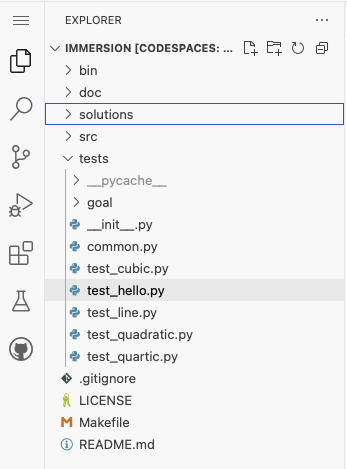 EXPLORER
IMMERSION [CODESPACES: ...
bin
doc
solutions
src
tests
__pycache__
goal
__init__.py
common.py
test_cubic.py
test_hello.py
test_line.py
test_quadratic.py
test_quartic.py
.gitignore
LICENSE
Makefile
README.md